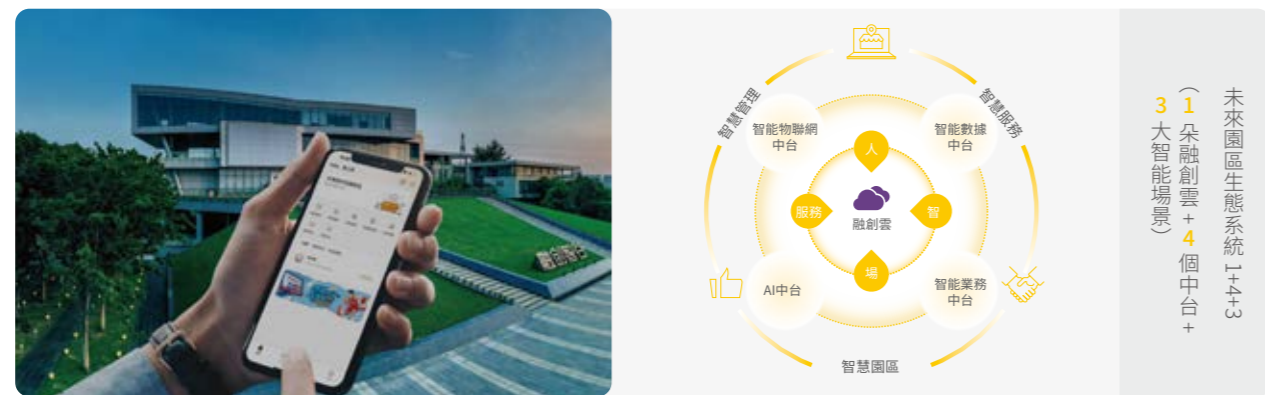 智慧管理
智慧服務
智能物聯網
中台
智能數據
中台
人
服務
智
融創雲
場
AI中台
智能業務
中台
智慧園區
未來園區生態系統 1+4+3
（1 朵融創雲 + 4 個中台 +
3 大智能場景）